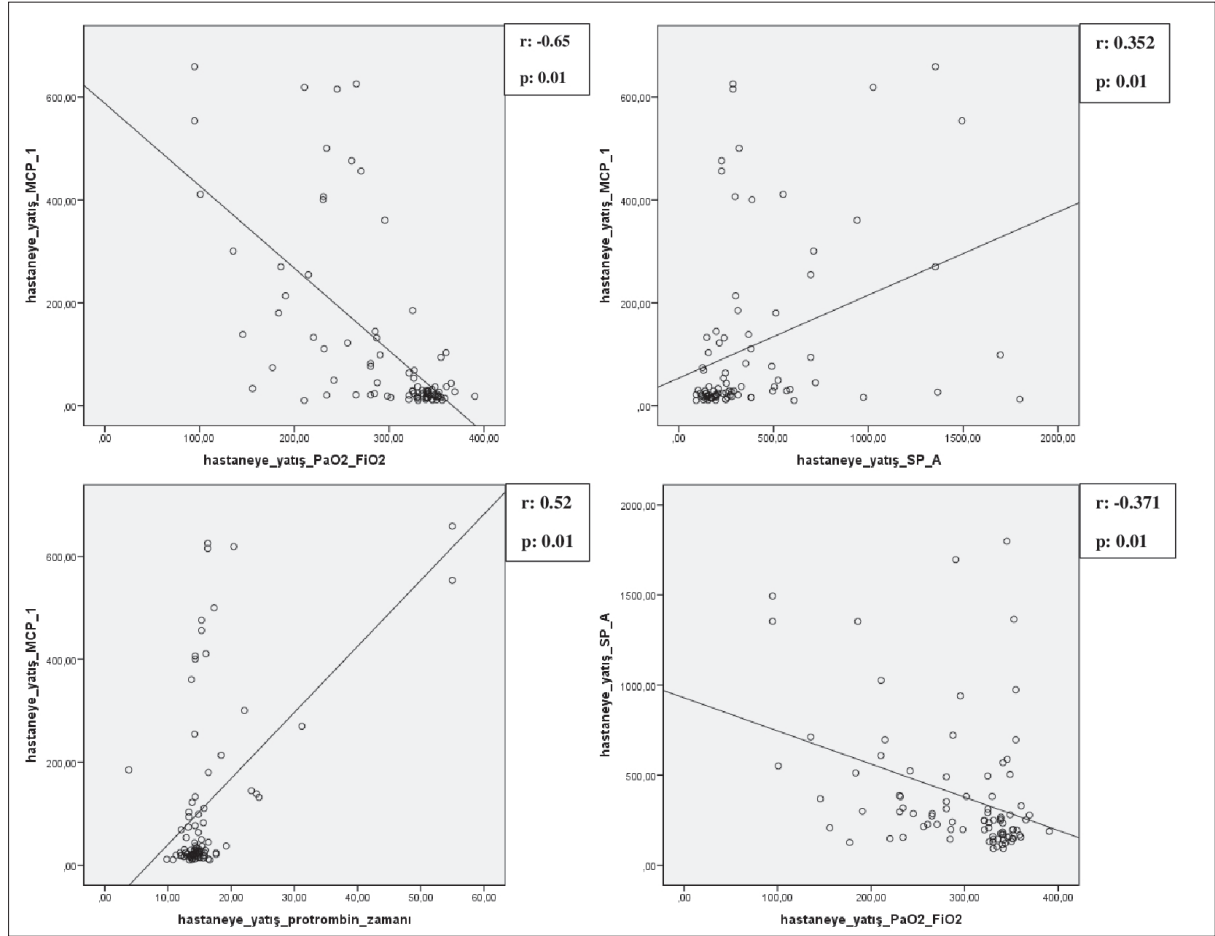 r: -0.65
p: 0.01
hastaneye_yatış_MCP_1
600,00
400,00
200,00
,00
,00 100,00 200,00 300,00 400,00
hastaneye_yatış_PaO2_FiO2
r: 0.352
p: 0.01
hastaneye_yatış_MCP_1
600,00
400,00
200,00
,00
,00 500,00 1000,00 1500,00 2000,00
hastaneye_yatış_SP_A
r: 0.52
p: 0.01
hastaneye_yatış_MCP_1
600,00
400,00
200,00
,00
,00 10,00 20,00 30,00 40,00 50,00 60,00
hastaneye_yatış_protrombin_zamanı
r: -0.371
p: 0.01
hastaneye_yatış_SP_A
2000,00
1500,00
1000,00
500,00
,00
,00 100,00 200,00 300,00 400,00
hastaneye_yatış_PaO2_FiO2